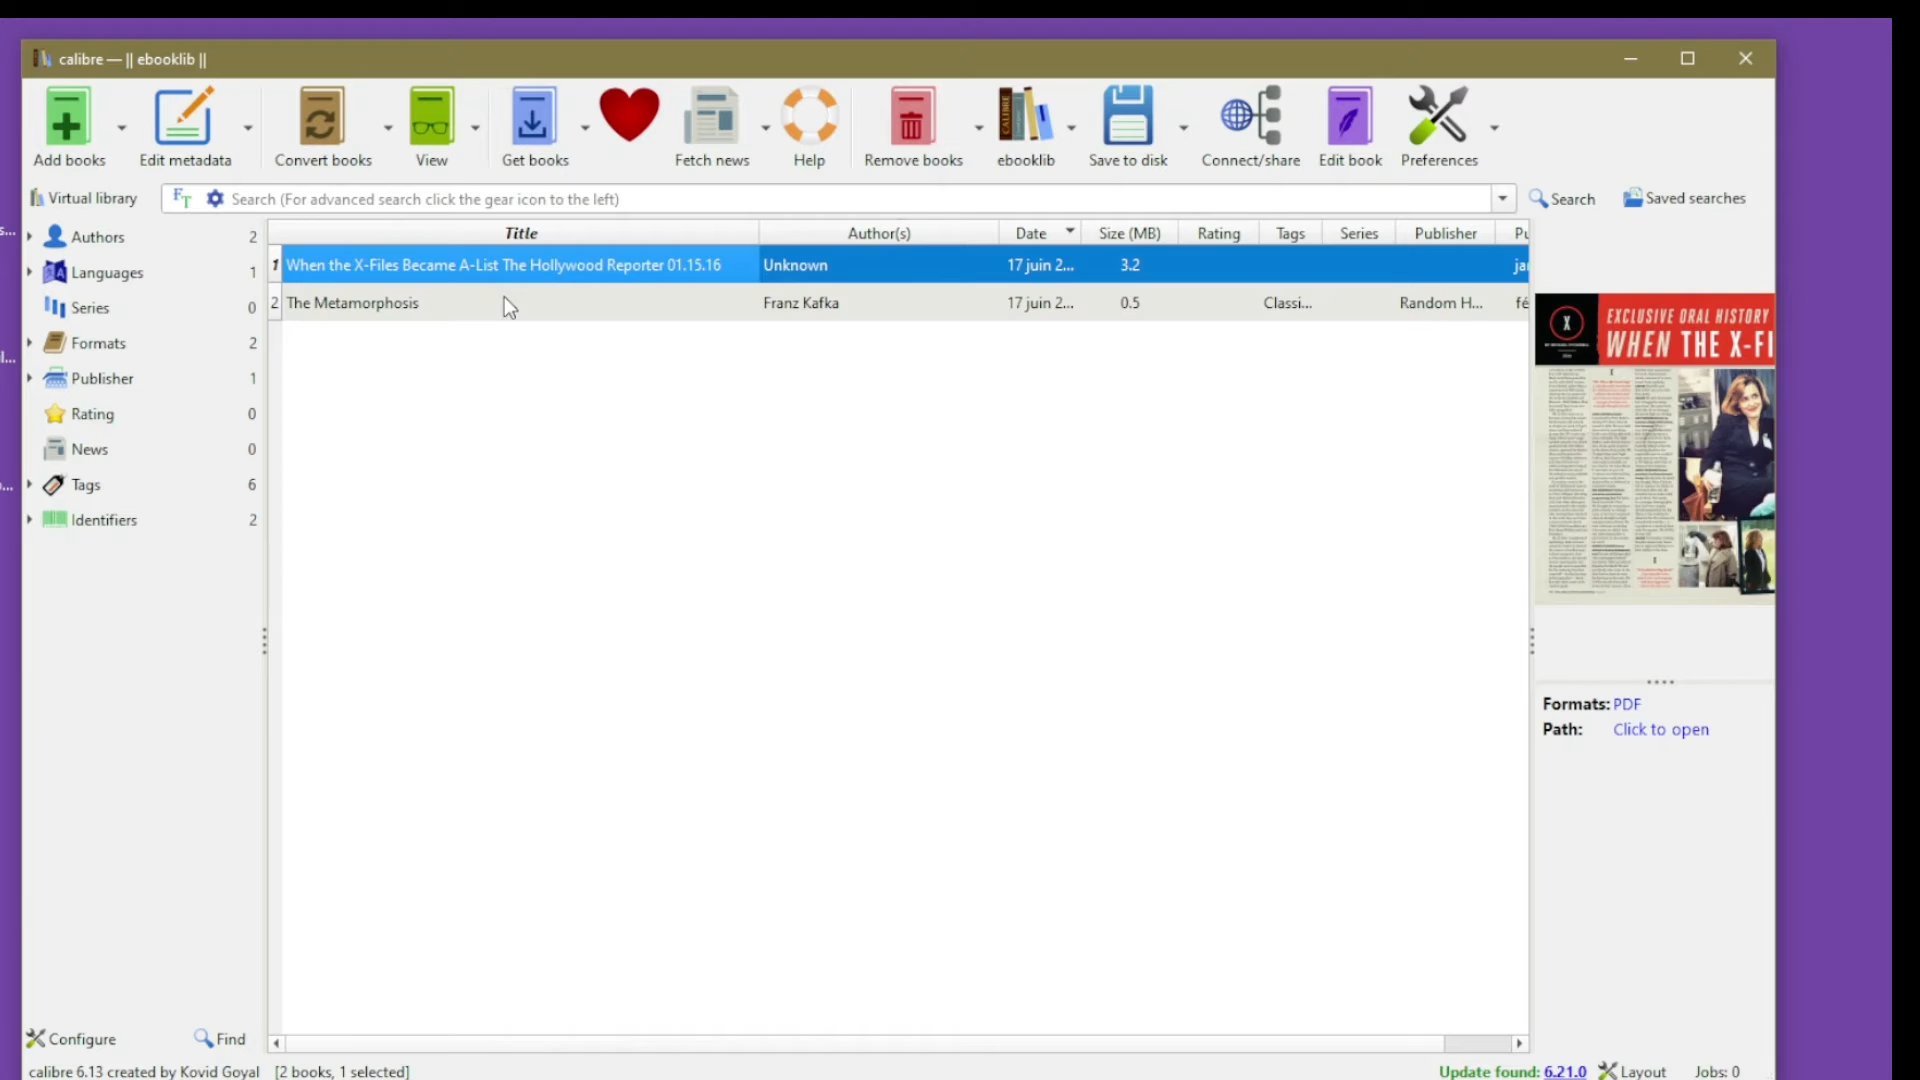 calibre — || ebooklib ||
Add books
Edit metadata
Convert books
View
Get books
Fetch news
Help
Remove books
ebooklib
Save to disk
Connect/share
Edit book
Preferences
Virtual library
Search (For advanced search click the gear icon to the left)
Search
Saved searches
Authors 2
Languages 1
Series 0
Formats 2
Publisher 1
Rating 0
News 0
Tags 6
Identifiers 2
Title Author(s) Date Size (MB) Rating Tags Series Publisher Pu
1 When the X-Files Became A-List The Hollywood Reporter 01.15.16 Unknown 17 juin 2... 3.2 jan
2 The Metamorphosis Franz Kafka 17 juin 2... 0.5 Classi... Random H... fé
X
EXCLUSIVE ORAL HISTORY
WHEN THE X-FI
Formats: PDF
Path: Click to open
Configure
Find
calibre 6.13 created by Kovid Goyal [2 books, 1 selected]
Update found: 6.21.0
Layout
Jobs: 0